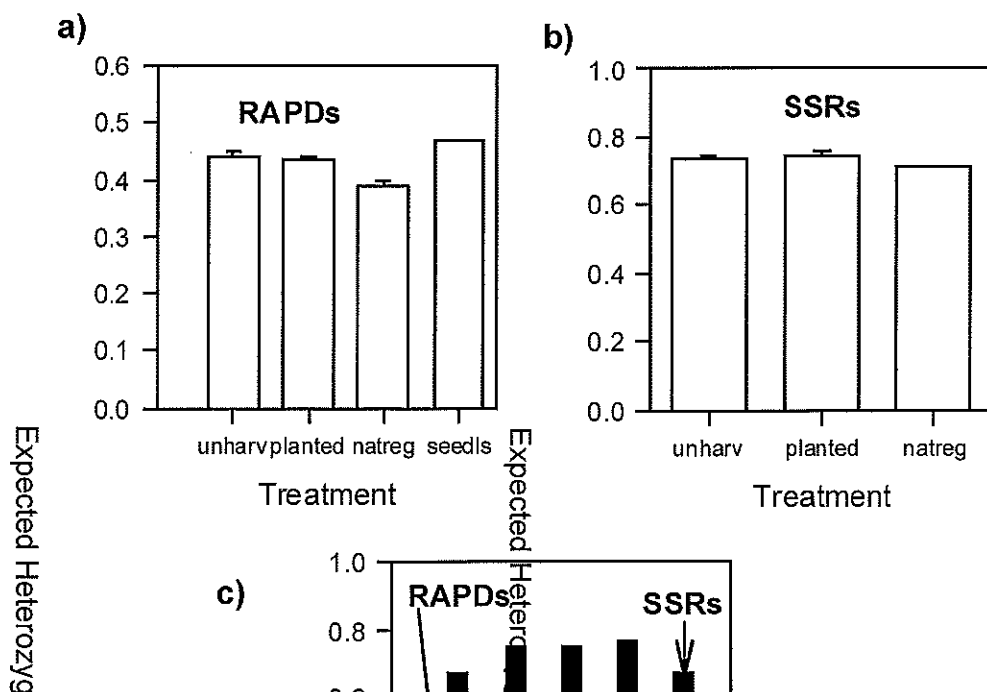 a)
0.6
0.5
0.4
0.3
0.2
0.1
0.0
RAPDs
unharv planted natreg seedls
Treatment
b)
1.0
0.8
0.6
0.4
0.2
0.0
SSRs
unharv planted natreg
Treatment
Expected Heterozyg
Expected Hetero
c)
1.0
0.8
RAPDs
SSRs